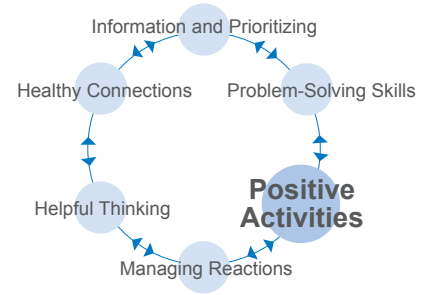 Information and Prioritizing
Healthy Connections
Problem-Solving Skills
Positive
Activities
Helpful Thinking
Managing Reactions